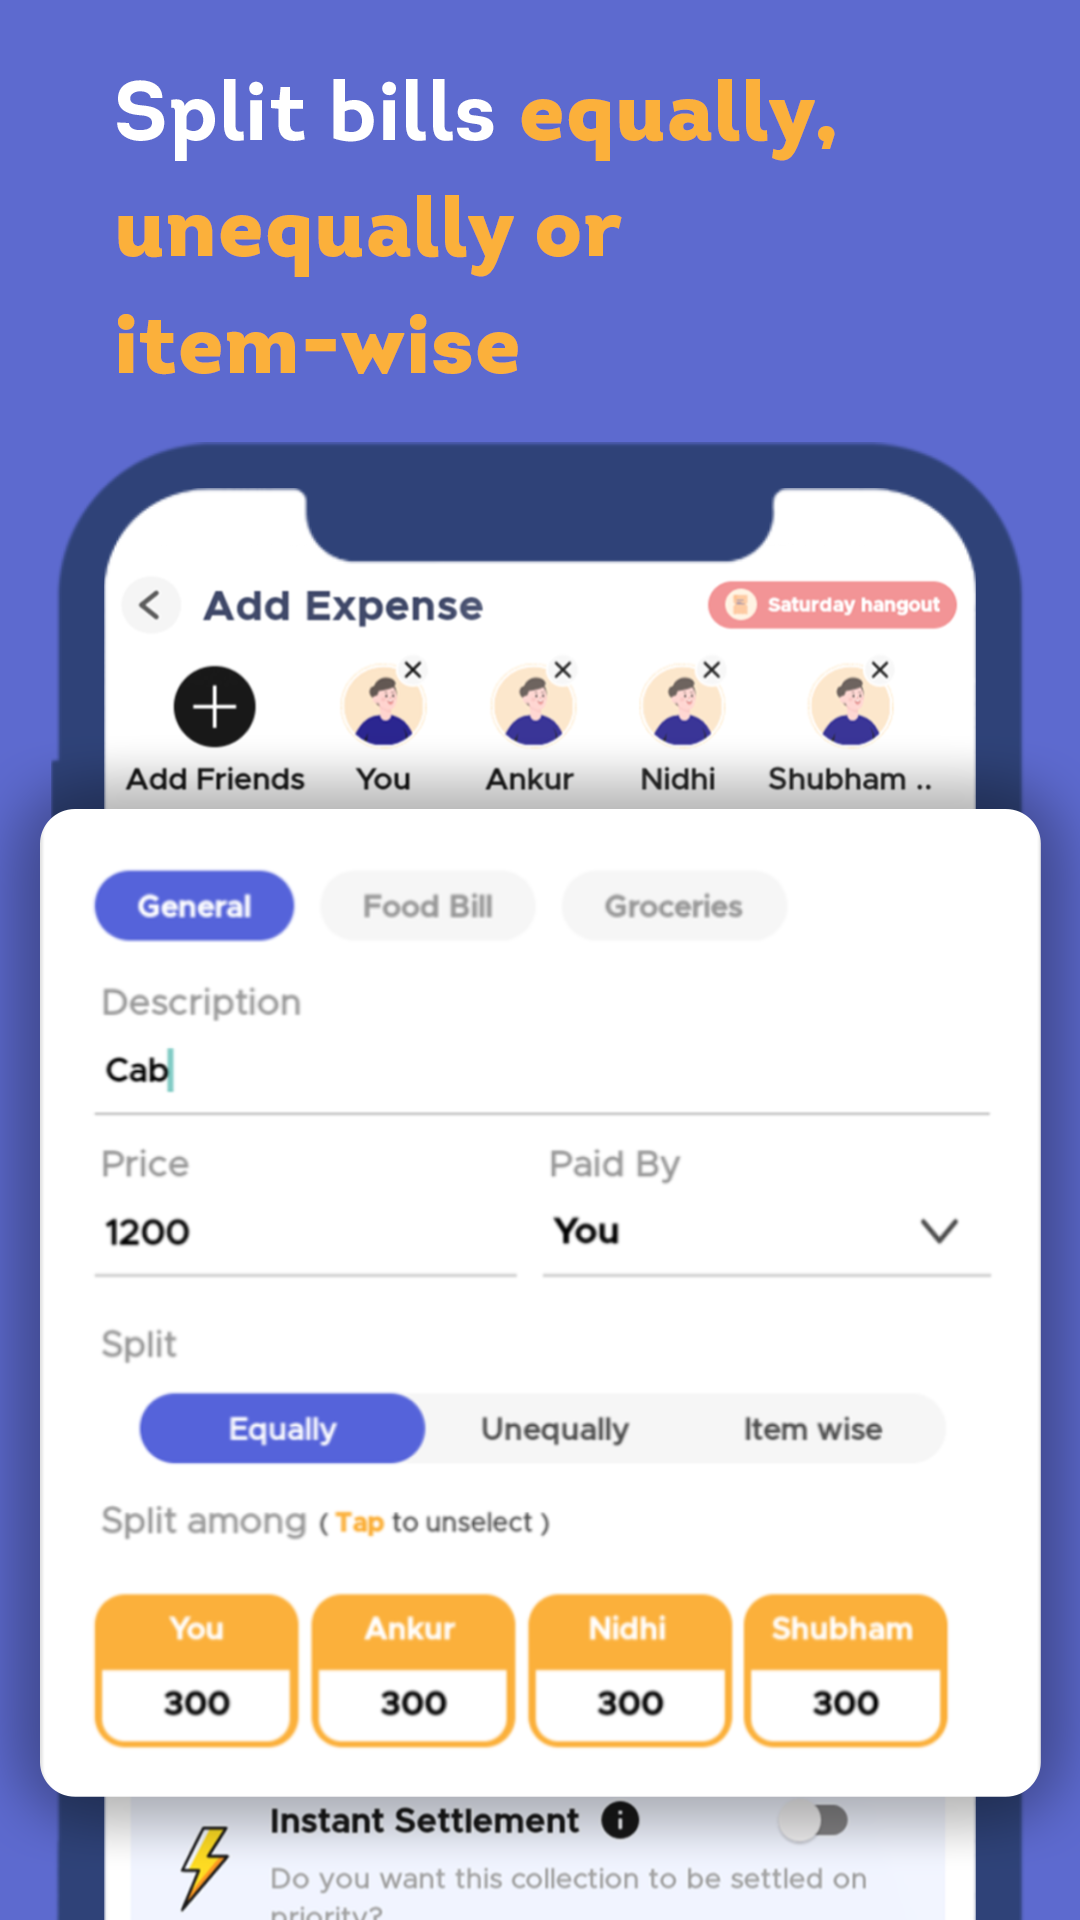 Split bills equally,
unequally or
item-wise
Add Expense
Saturday hangout
Add Friends You Ankur Nidhi Shubham ..
General Food Bill Groceries
Description
Cab
Price Paid By
1200 You
Split
Equally Unequally Item wise
Split among ( Tap to unselect )
You Ankur Nidhi Shubham
300 300 300 300
Instant Settlement
Do you want this collection to be settled on
priority?